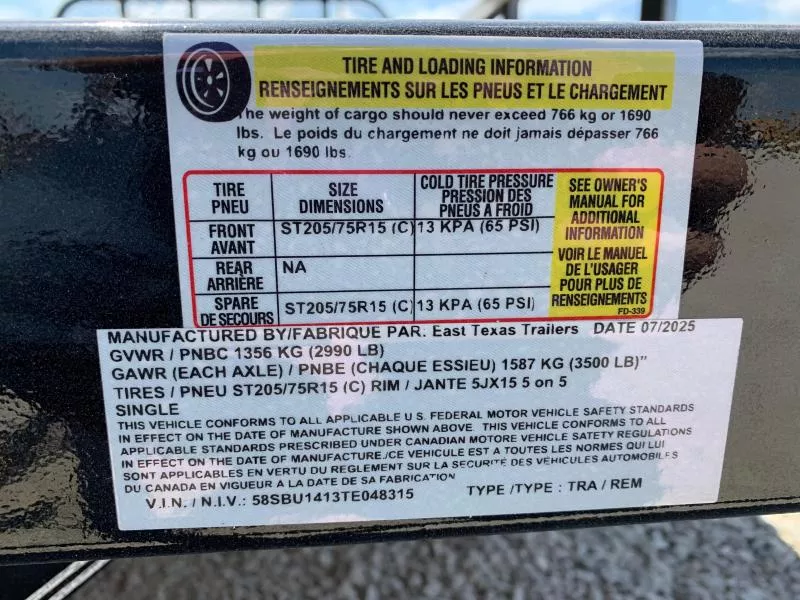 TIRE AND LOADING INFORMATION
RENSEIGNEMENTS SUR LES PNEUS ET LE CHARGEMENT
The weight of cargo should never exceed 766 kg or 1690
lbs. Le poids du chargement ne doit jamais dépasser 766
kg ou 1690 lbs.
TIRE
PNEU
SIZE
DIMENSIONS
COLD TIRE PRESSURE
PRESSION DES
PNEUS A FROID
FRONT
AVANT
ST205/75R15 (C)
13 KPA (65 PSI)
REAR
ARRIÈRE
NA
SPARE
DE SECOURS
ST205/75R15 (C)
13 KPA (65 PSI)
SEE OWNER'S
MANUAL FOR
ADDITIONAL
INFORMATION
VOIR LE MANUEL
DE L'USAGER
POUR PLUS DE
RENSEIGNEMENTS
FD-339
MANUFACTURED BY/FABRIQUE PAR. East Texas Trailers DATE 07/2025
GVWR / PNBC 1356 KG (2990 LB)
GAWR (EACH AXLE) / PNBE (CHAQUE ESSIEU) 1587 KG (3500 LB)"
TIRES / PNEU ST205/75R15 (C) RIM / JANTE 5JX15 5 on 5
SINGLE
THIS VEHICLE CONFORMS TO ALL APPLICABLE U.S. FEDERAL MOTOR VEHICLE SAFETY STANDARDS
IN EFFECT ON THE DATE OF MANUFACTURE SHOWN ABOVE THIS VEHICLE CONFORMS TO ALL
APPLICABLE STANDARDS PRESCRIBED UNDER CANADIAN MOTORE VEHICLE SATETY REGULATIONS
IN EFFECT ON THE DATE OF MANUFACTURE./CE VEHICLE EST A TOUTES LES NORMES QUI LUI
SONT APPLICABLES EN VERTU DU REGLEMENT SUR LA SECURITÉ DES VÉHICULES AUTOMOBILES
DU CANADA EN VIGUEUR A LA DATE DE SA FABRICATION
V.I.N. / N.I.V.: 58SBU1413TE048315 TYPE /TYPE : TRA / REM